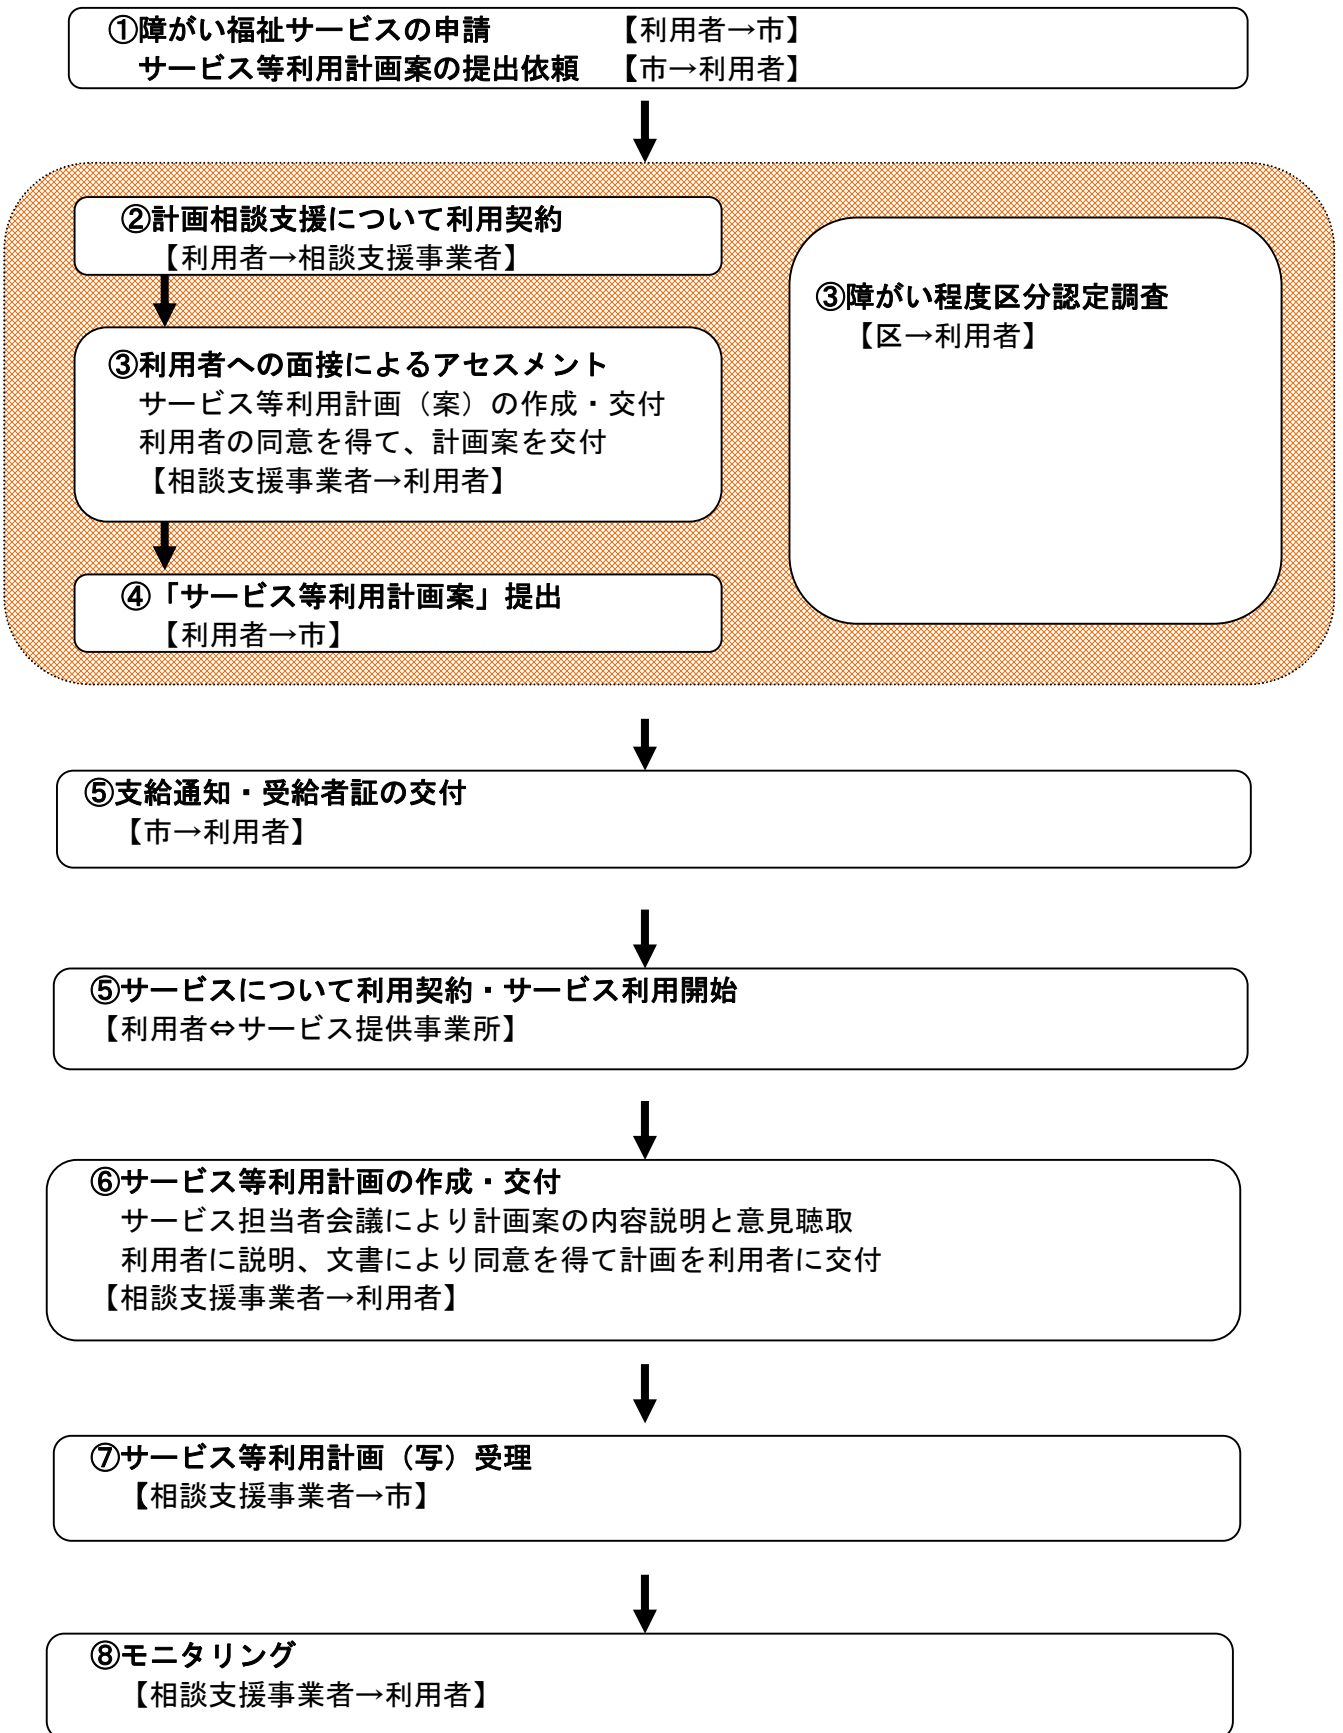 ①障がい福祉サービスの申請　　　　【利用者→市】
サービス等利用計画案の提出依頼　【市→利用者】
②計画相談支援について利用契約
【利用者→相談支援事業者】
③利用者への面接によるアセスメント
サービス等利用計画（案）の作成・交付
利用者の同意を得て、計画案を交付
【相談支援事業者→利用者】
④「サービス等利用計画案」提出
【利用者→市】
③障がい程度区分認定調査
【区→利用者】
⑤支給通知・受給者証の交付
【市→利用者】
⑤サービスについて利用契約・サービス利用開始
【利用者⇔サービス提供事業所】
⑥サービス等利用計画の作成・交付
サービス担当者会議により計画案の内容説明と意見聴取
利用者に説明、文書により同意を得て計画を利用者に交付
【相談支援事業者→利用者】
⑦サービス等利用計画（写）受理
【相談支援事業者→市】
⑧モニタリング
【相談支援事業者→利用者】